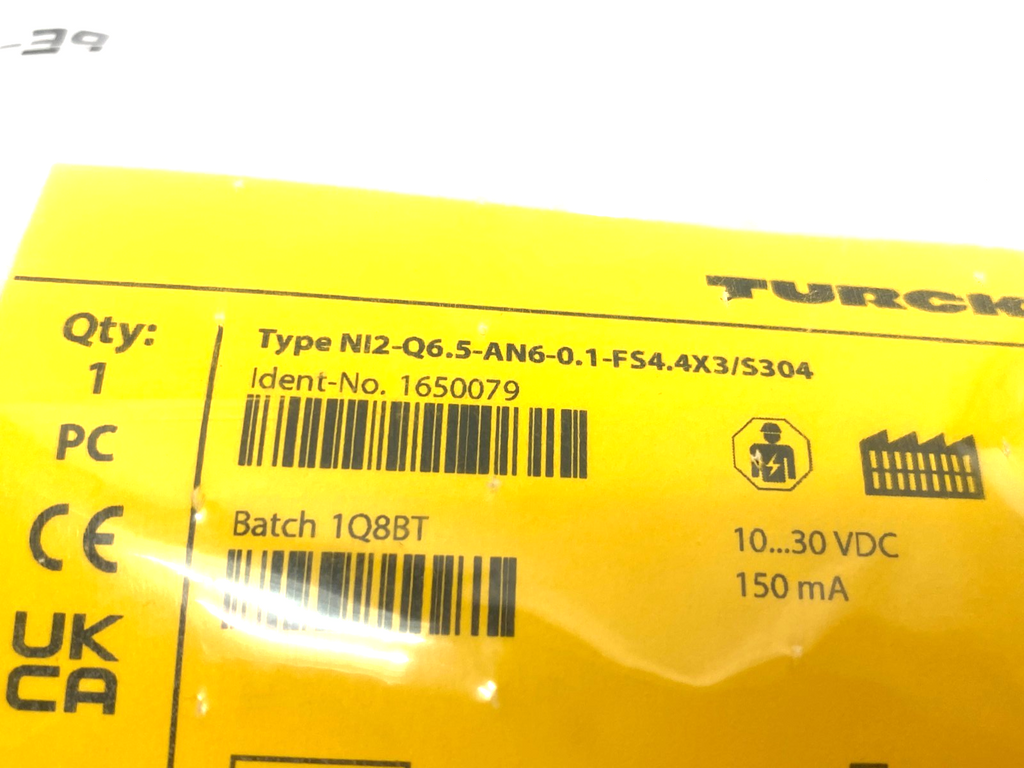 TURCK
Qty:
1
PC
CE
UK
CA
Type NI2-Q6.5-AN6-0.1-FS4.4X3/S304
Ident-No. 1650079
Batch 1Q8BT
10...30 VDC
150 mA